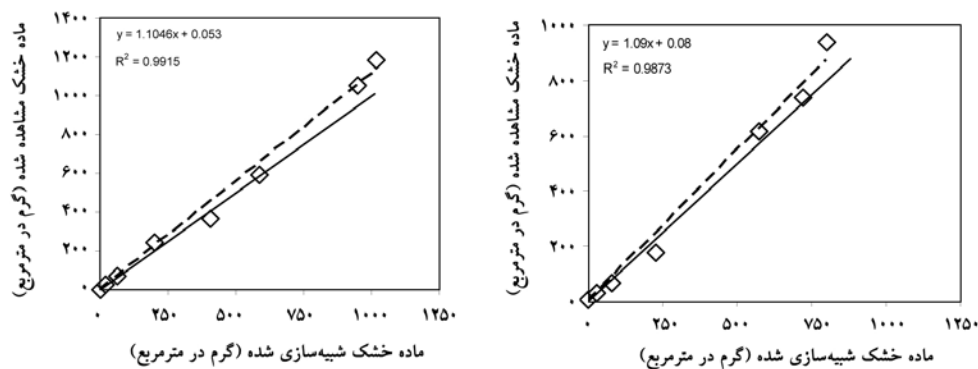 ماده خشک مشاهده شده (گرم در مترمربع)
y = 1.1046x + 0.053
R² = 0.9915
۱۴۰۰
۱۲۰۰
۱۰۰۰
۸۰۰
۶۰۰
۴۰۰
۲۰۰
۰
۰ ۲۵۰ ۵۰۰ ۷۵۰ ۱۰۰۰ ۱۲۵۰
ماده خشک شبیه‌سازی شده (گرم در مترمربع)
ماده خشک مشاهده شده (گرم در مترمربع)
y = 1.09x + 0.08
R² = 0.9873
۱۰۰۰
۸۰۰
۶۰۰
۴۰۰
۲۰۰
۰
۰ ۲۵۰ ۵۰۰ ۷۵۰ ۱۰۰۰ ۱۲۵۰
ماده خشک شبیه‌سازی شده (گرم در مترمربع)